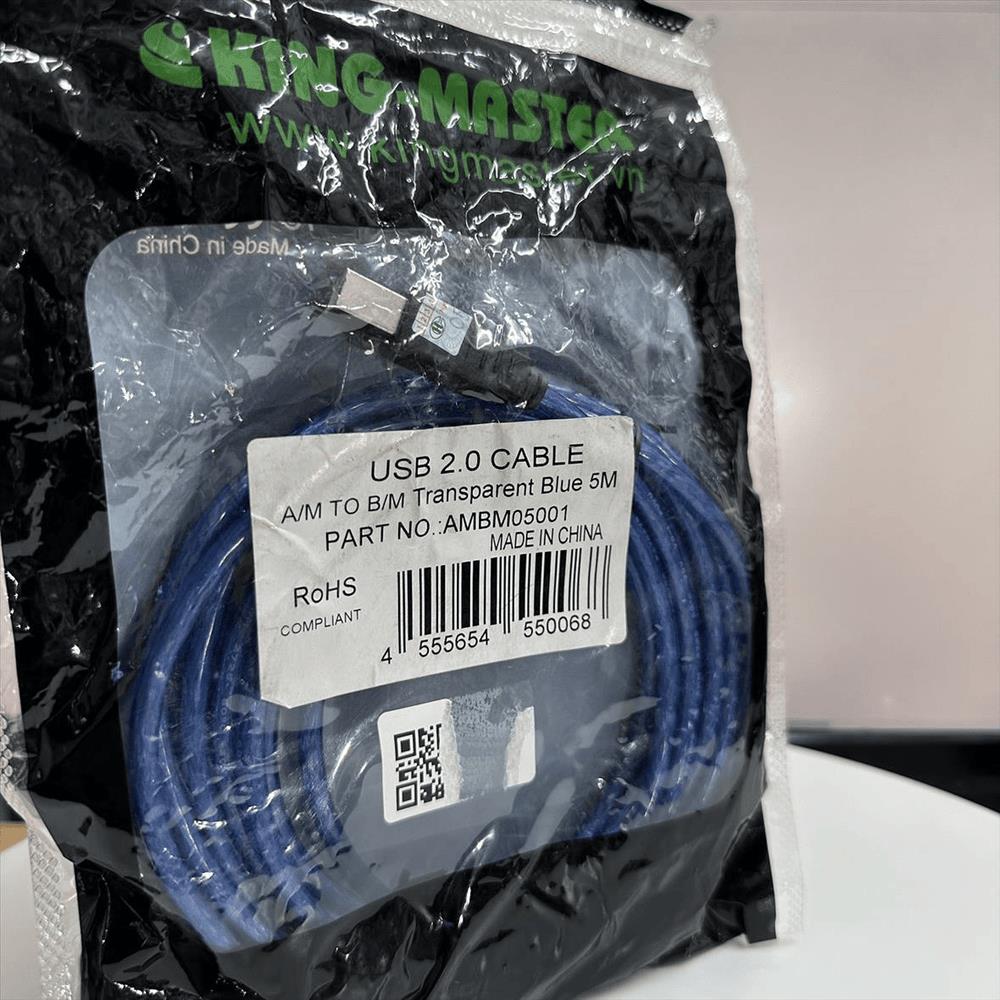 KING-MASTER
www.kingmaster.vn
Made in China
USB 2.0 CABLE
A/M TO B/M Transparent Blue 5M
PART NO.:AMBM05001
MADE IN CHINA
RoHS
COMPLIANT
4 555654 550068